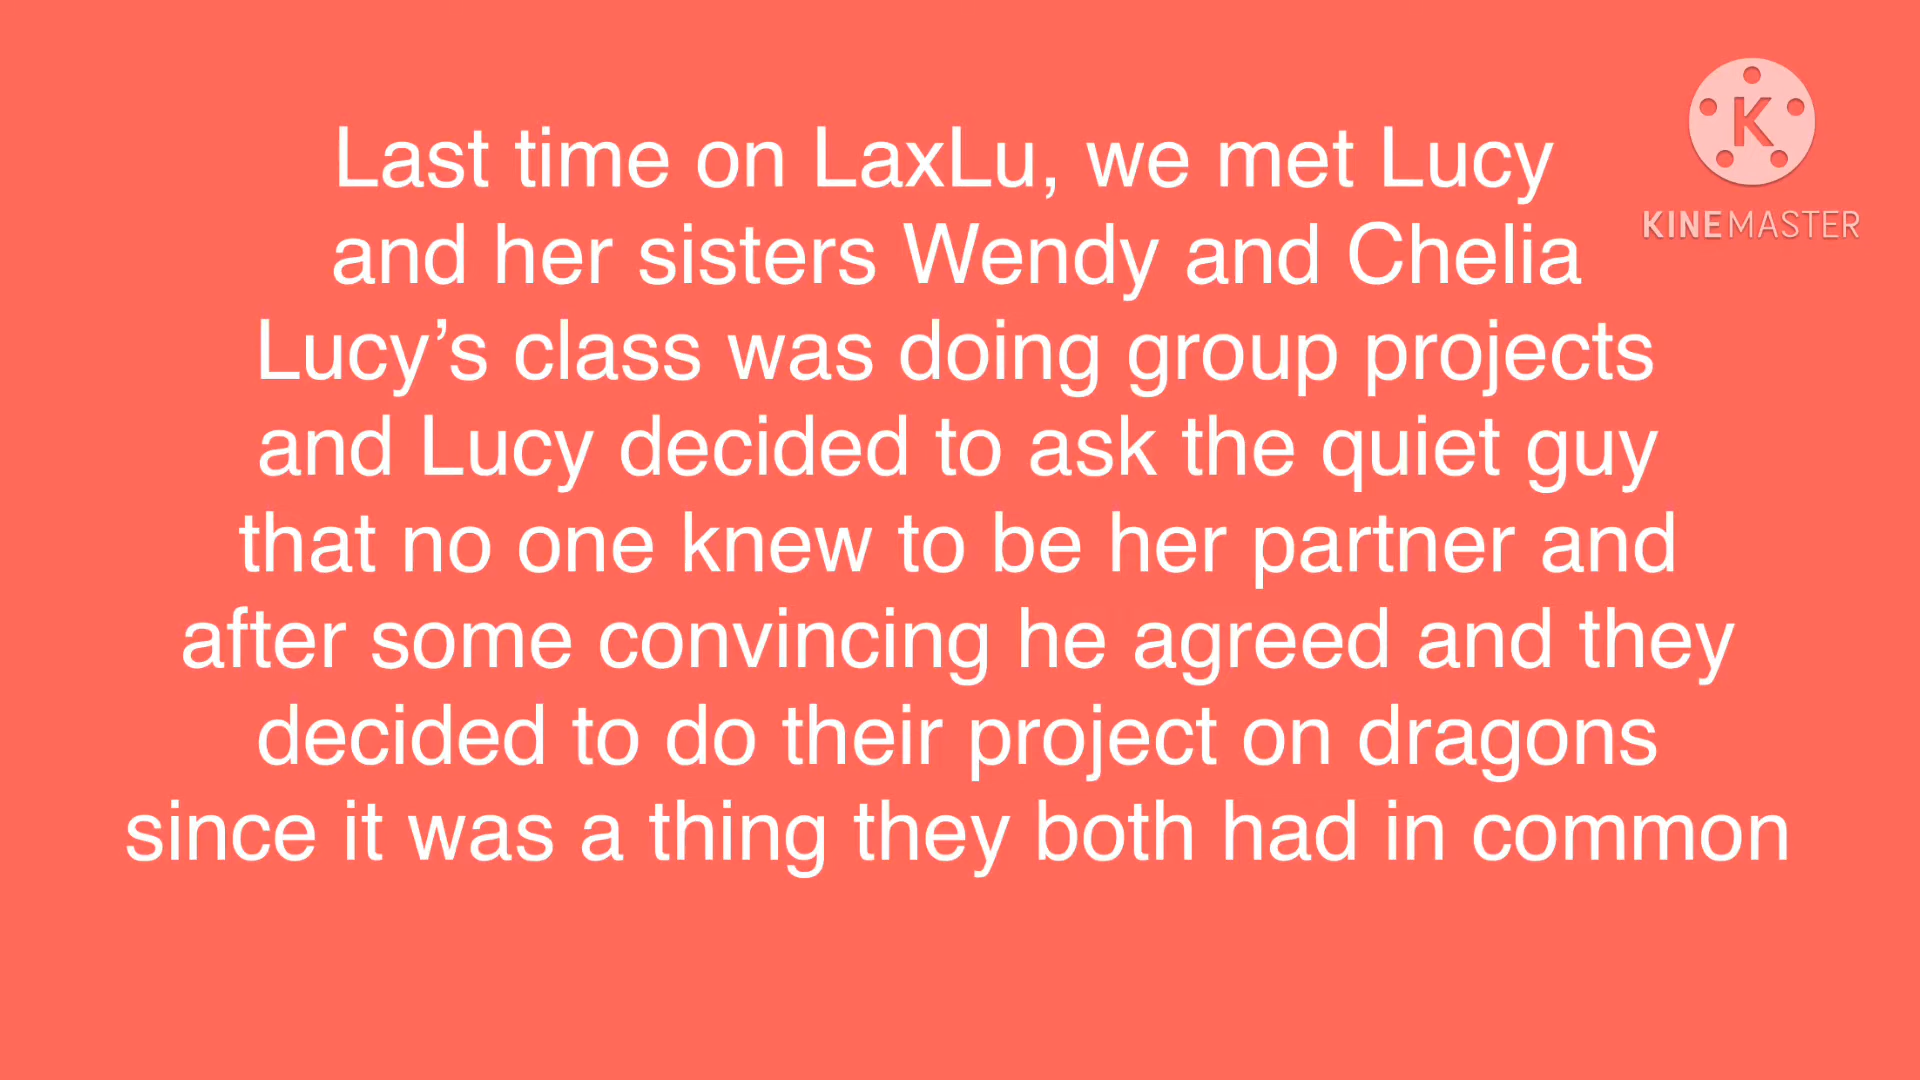 Last time on LaxLu, we met Lucy
and her sisters Wendy and Chelia
Lucy’s class was doing group projects
and Lucy decided to ask the quiet guy
that no one knew to be her partner and
after some convincing he agreed and they
decided to do their project on dragons
since it was a thing they both had in common
K
KINEMASTER